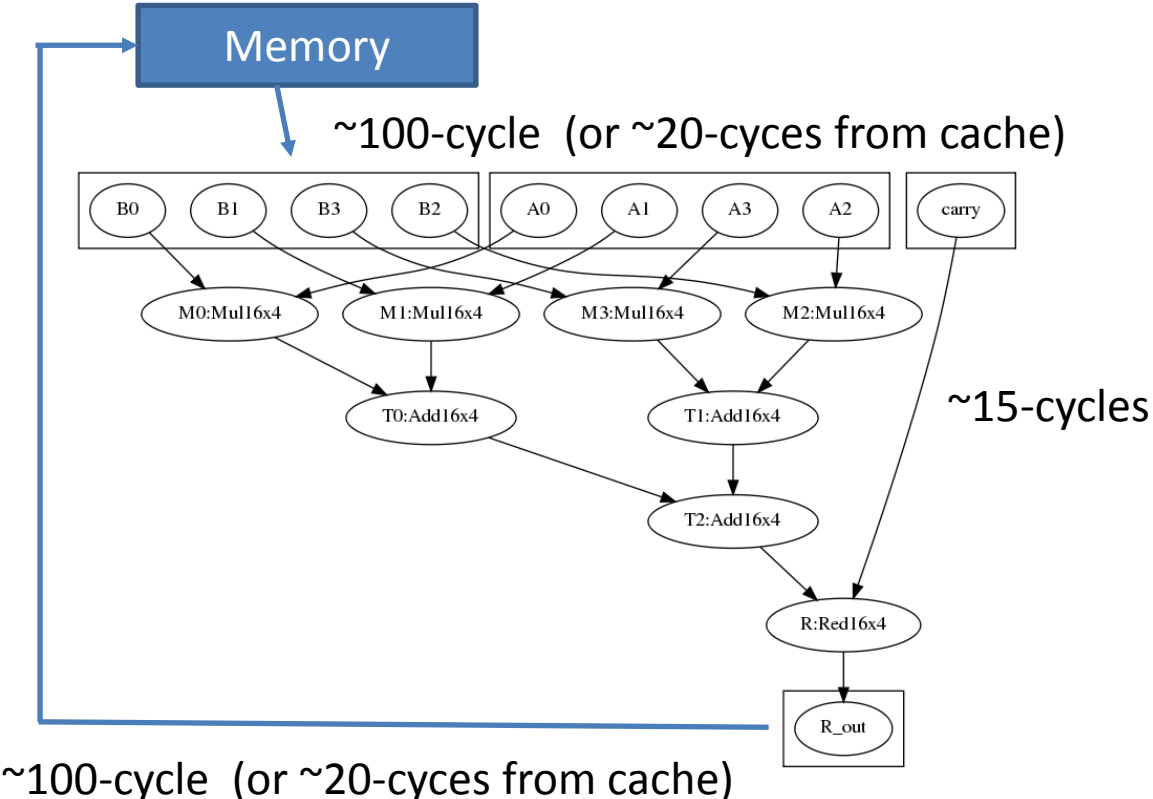 Memory
~100-cycle (or ~20-cyces from cache)
B0 B1 B3 B2 A0 A1 A3 A2 carry
M0:Mul16x4 M1:Mul16x4 M3:Mul16x4 M2:Mul16x4
T0:Add16x4 T1:Add16x4 ~15-cycles
T2:Add16x4
R:Red16x4
R_out
~100-cycle (or ~20-cyces from cache)